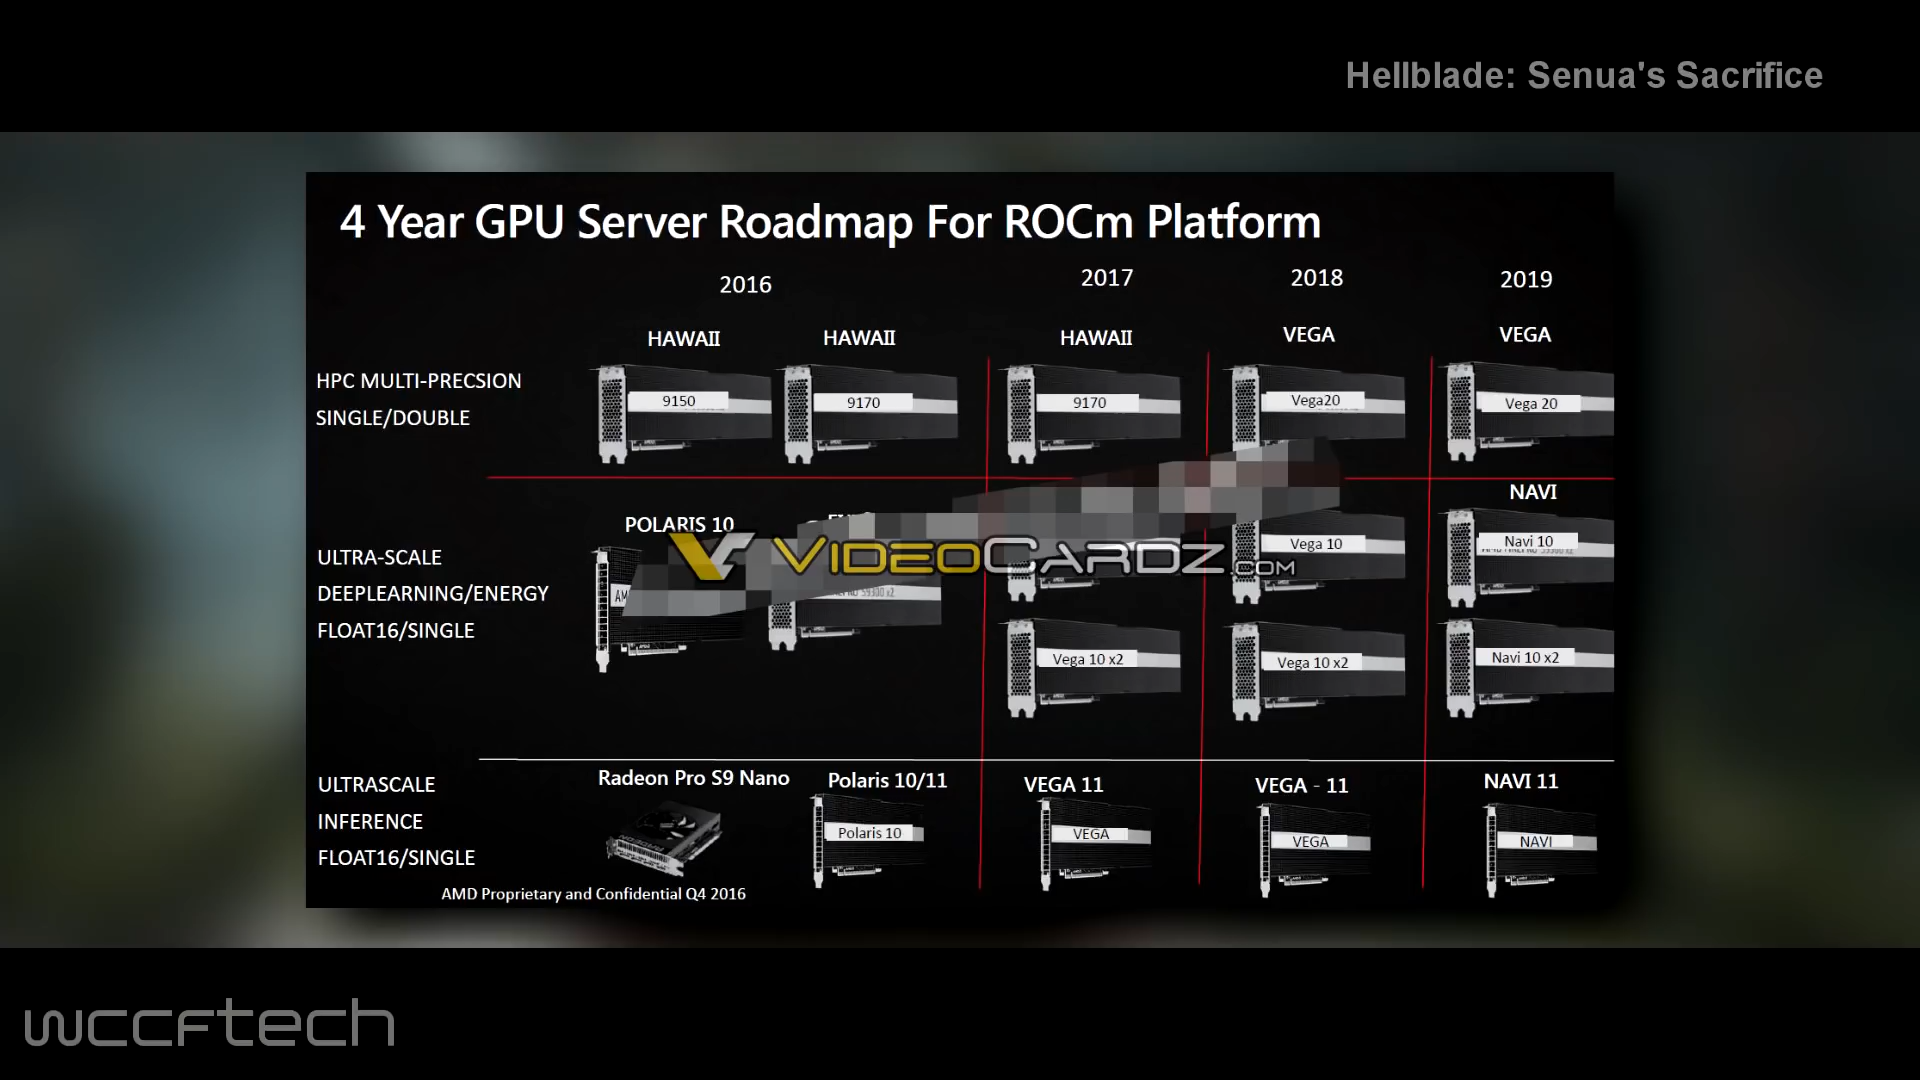 Hellblade: Senua's Sacrifice
4 Year GPU Server Roadmap For ROCm Platform
2016
2017
2018
2019
HAWAII
HAWAII
HAWAII
VEGA
VEGA
HPC MULTI-PRECSION
SINGLE/DOUBLE
9150
9170
9170
Vega20
Vega 20
NAVI
POLARIS 10
ULTRA-SCALE
DEEPLEARNING/ENERGY
FLOAT16/SINGLE
Vega 10
Navi 10
VIDEOCARDZ.COM
S9300 x2
Vega 10 x2
Vega 10 x2
Navi 10 x2
Radeon Pro S9 Nano
Polaris 10/11
VEGA 11
VEGA - 11
NAVI 11
ULTRASCALE
INFERENCE
FLOAT16/SINGLE
Polaris 10
VEGA
VEGA
NAVI
AMD Proprietary and Confidential Q4 2016
wccftech